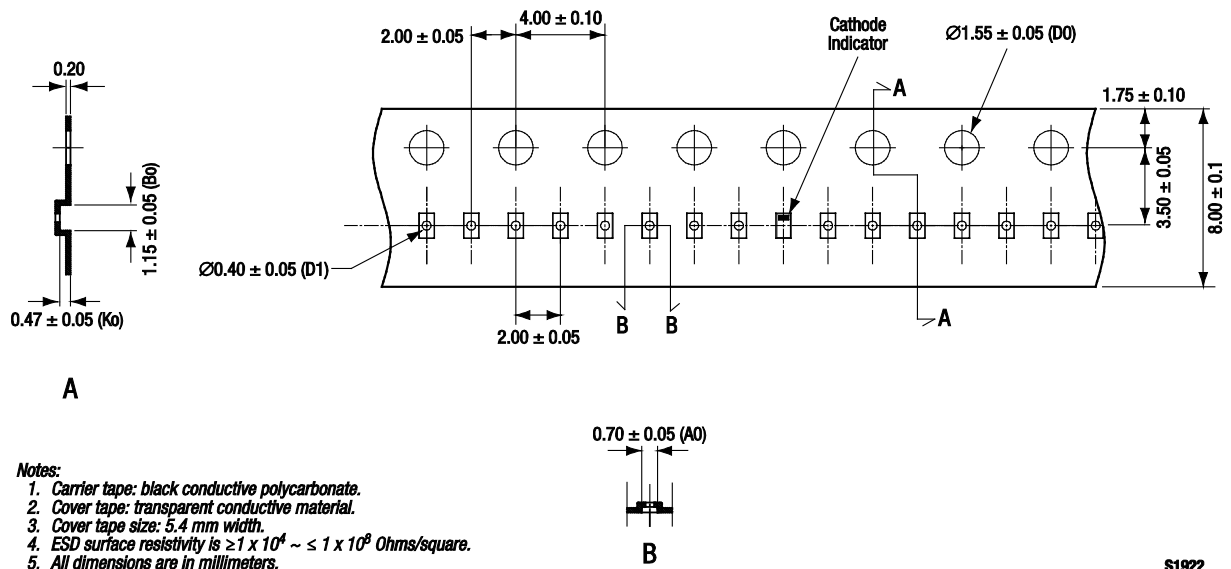 4.00 ± 0.10
2.00 ± 0.05
Cathode
Indicator
Ø1.55 ± 0.05 (D0)
0.20
A
1.75 ± 0.10
1.15 ± 0.05 (Bo)
3.50 ± 0.05
8.00 ± 0.1
Ø0.40 ± 0.05 (D1)
0.47 ± 0.05 (Ko)
B
B
A
2.00 ± 0.05
A
0.70 ± 0.05 (A0)
Notes:
1. Carrier tape: black conductive polycarbonate.
2. Cover tape: transparent conductive material.
3. Cover tape size: 5.4 mm width.
4. ESD surface resistivity is ≥1 x 10⁴ ~ ≤ 1 x 10⁸ Ohms/square.
5. All dimensions are in millimeters.
B
S1922